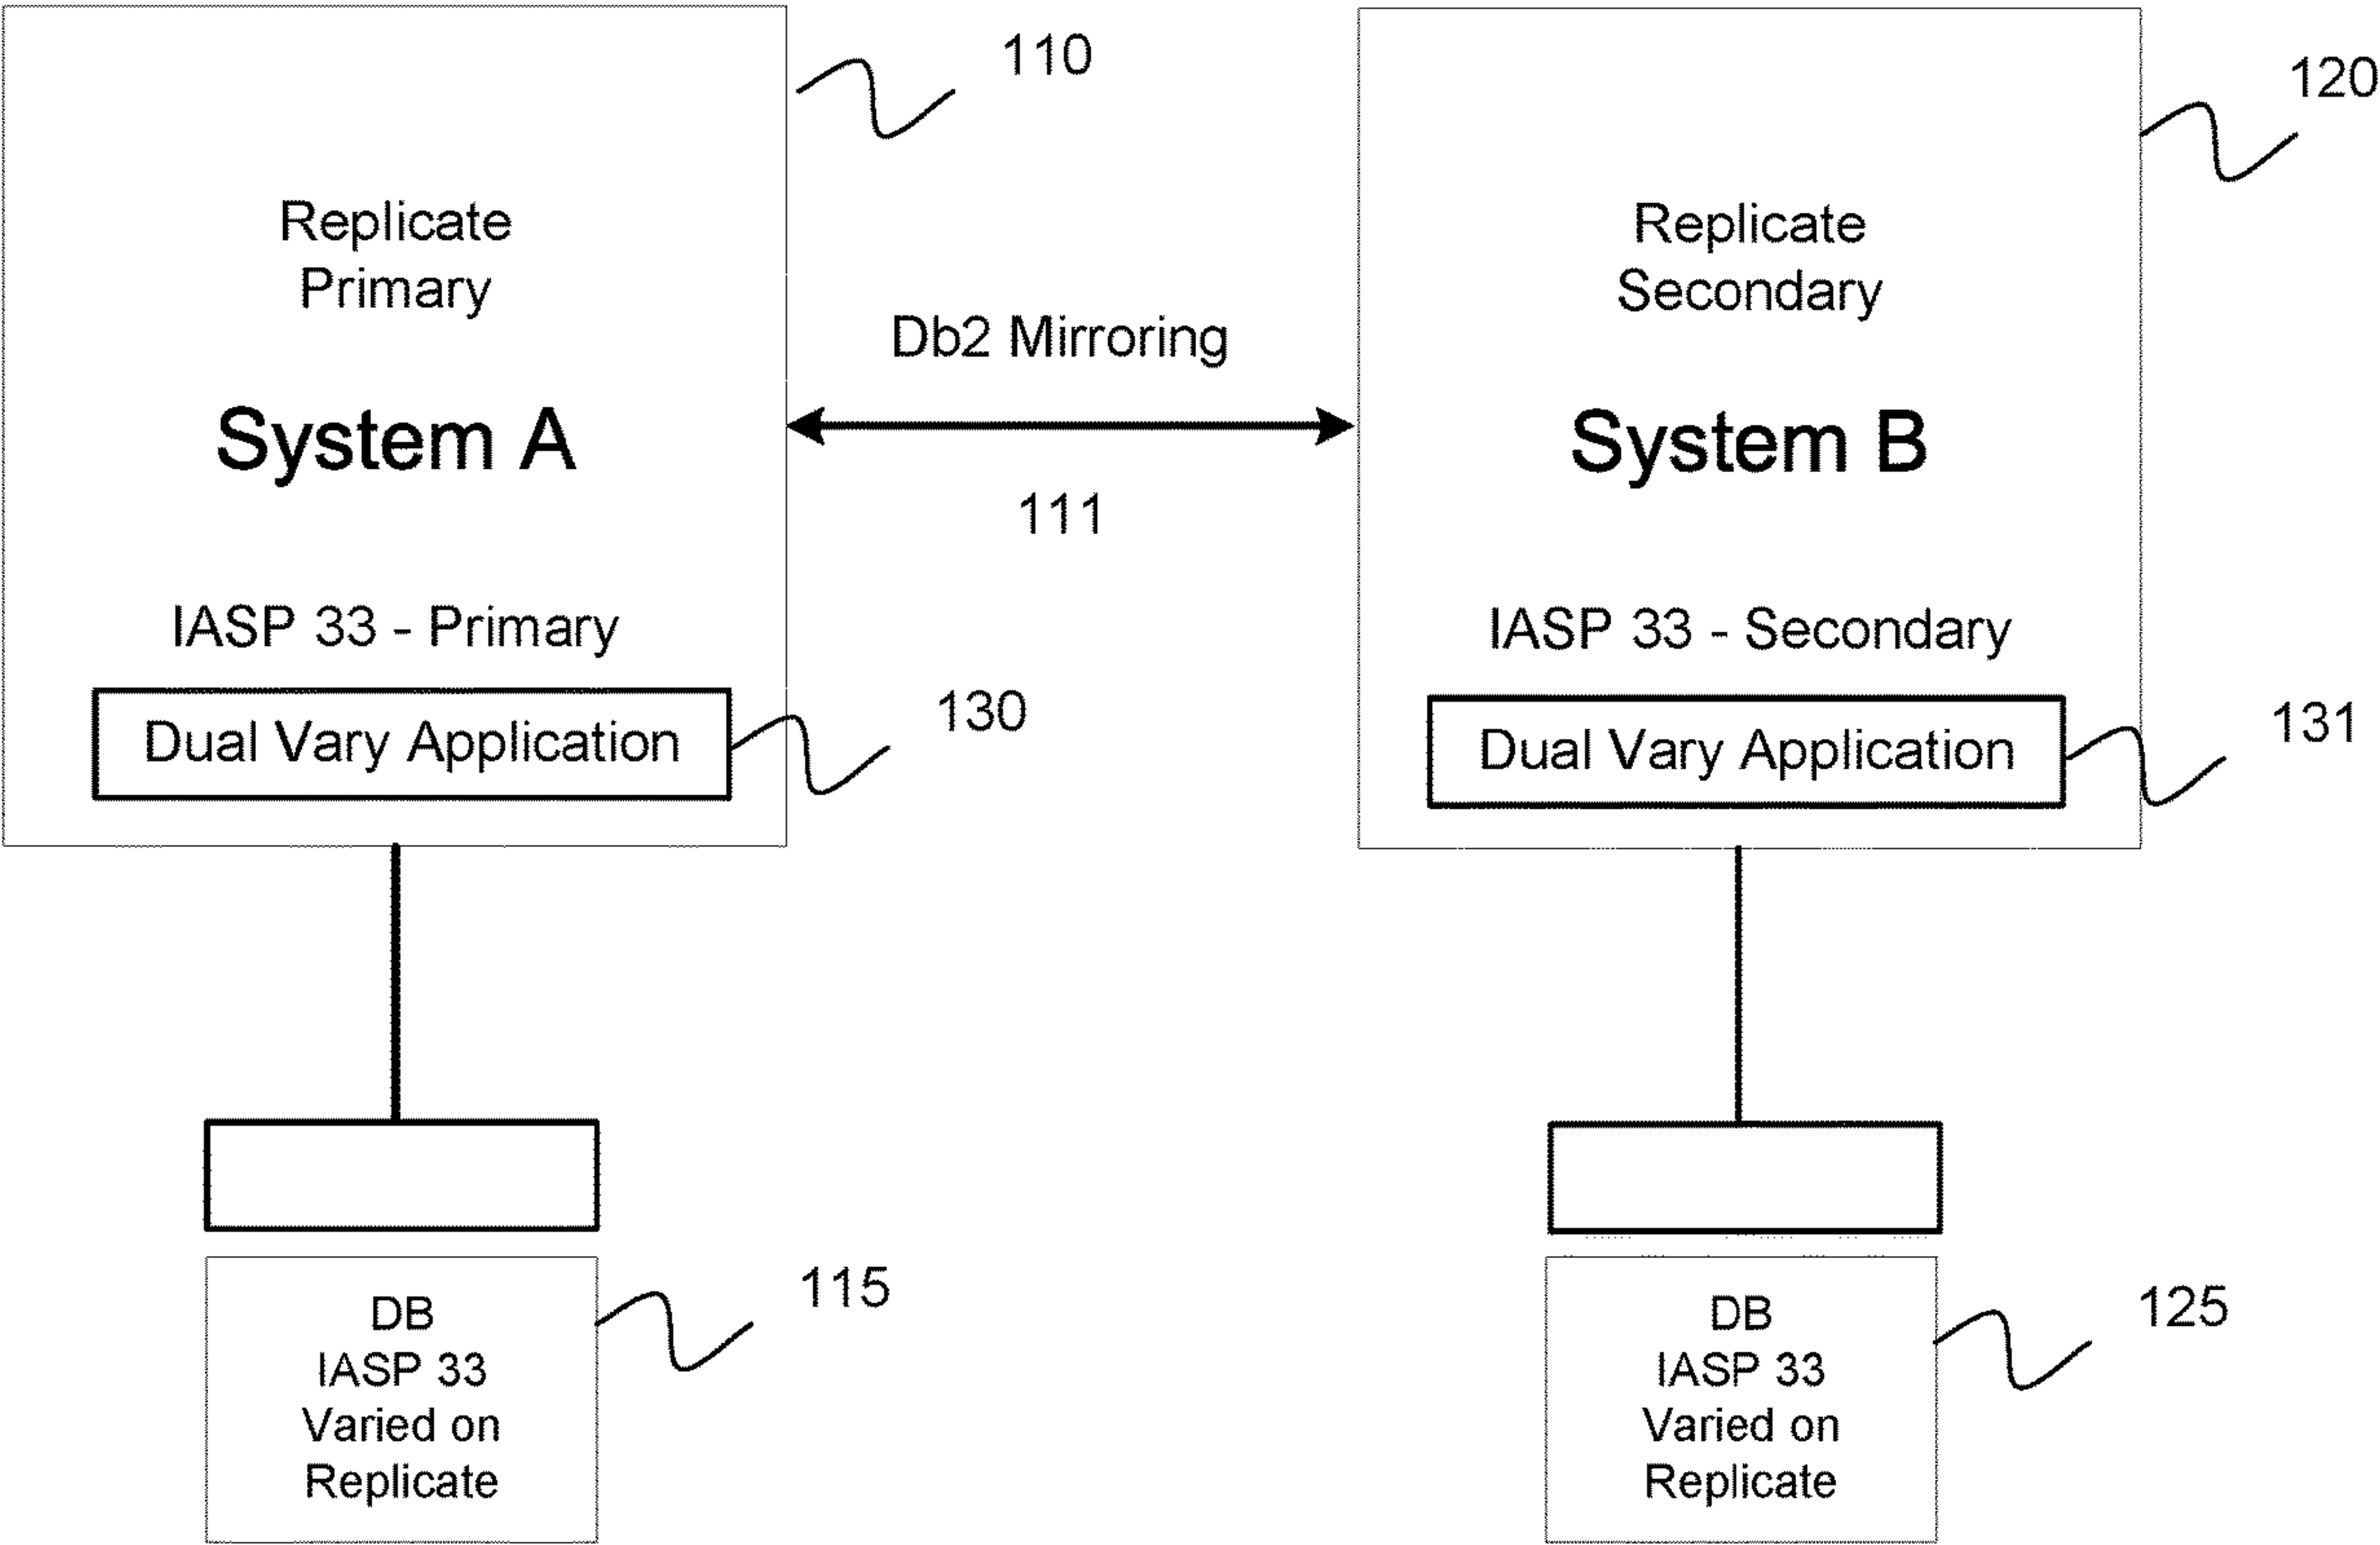 110
120
Replicate
Primary
Replicate
Secondary
Db2 Mirroring
System A
System B
111
IASP 33 - Primary
IASP 33 - Secondary
130
131
Dual Vary Application
Dual Vary Application
115
125
DB
IASP 33
Varied on
Replicate
DB
IASP 33
Varied on
Replicate